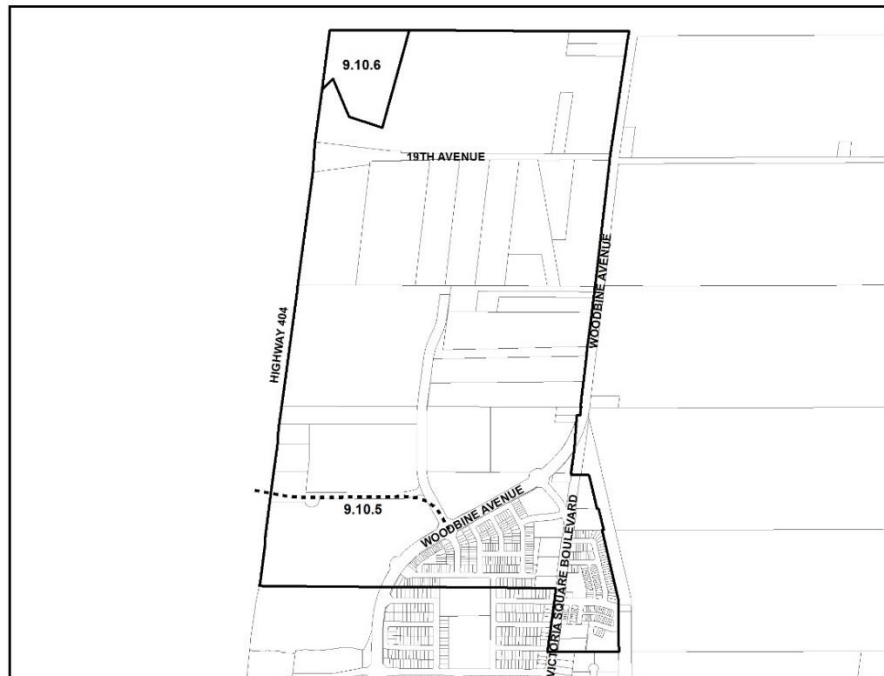 9.10.6
19TH AVENUE
WOODBINE AVENUE
HIGHWAY 404
9.10.5
WOODBINE AVENUE
VICTORIA SQUARE BOULEVARD